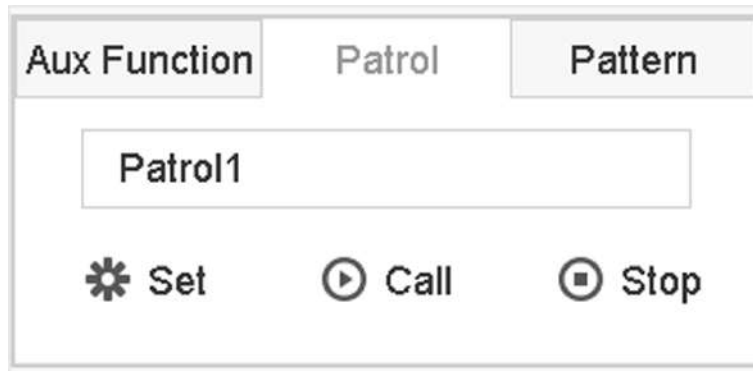 Aux Function Patrol Pattern
Patrol1
Set Call Stop